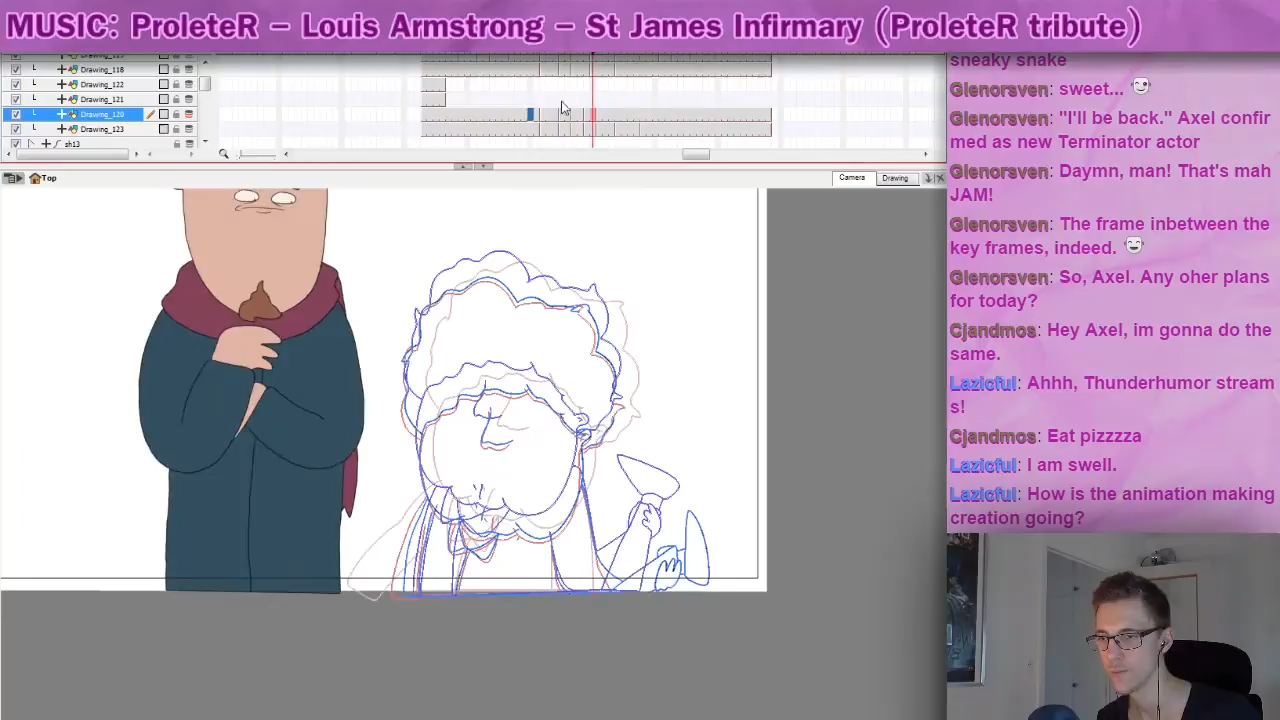 MUSIC: ProleteR – Louis Armstrong – St James Infirmary (ProleteR tribute)
Drawing_118
Drawing_122
Drawing_121
Drawing_120
Drawing_123
sh13
Top
Camera
Drawing
sneaky snake
Glenorsven: sweet...
Glenorsven: "I'll be back." Axel confir
med as new Terminator actor
Glenorsven: Daymn, man! That's mah
JAM!
Glenorsven: The frame inbetween the
key frames, indeed.
Glenorsven: So, Axel. Any oher plans
for today?
Cjandmos: Hey Axel, im gonna do the
same.
Lazicful: Ahhh, Thunderhumor stream
s!
Cjandmos: Eat pizzzza
Lazicful: I am swell.
Lazicful: How is the animation making
creation going?